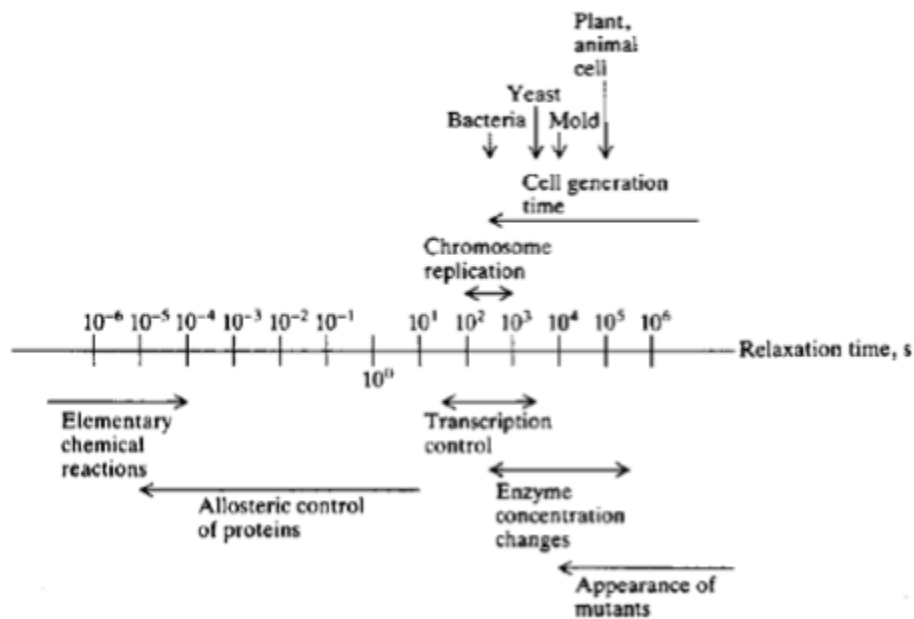 Plant,
animal
cell
Yeast
Bacteria
Mold
Cell generation
time
Chromosome
replication
10⁻⁶ 10⁻⁵ 10⁻⁴ 10⁻³ 10⁻² 10⁻¹ 10¹ 10² 10³ 10⁴ 10⁵ 10⁶
Relaxation time, s
10⁰
Elementary
chemical
reactions
Transcription
control
Allosteric control
of proteins
Enzyme
concentration
changes
Appearance of
mutants